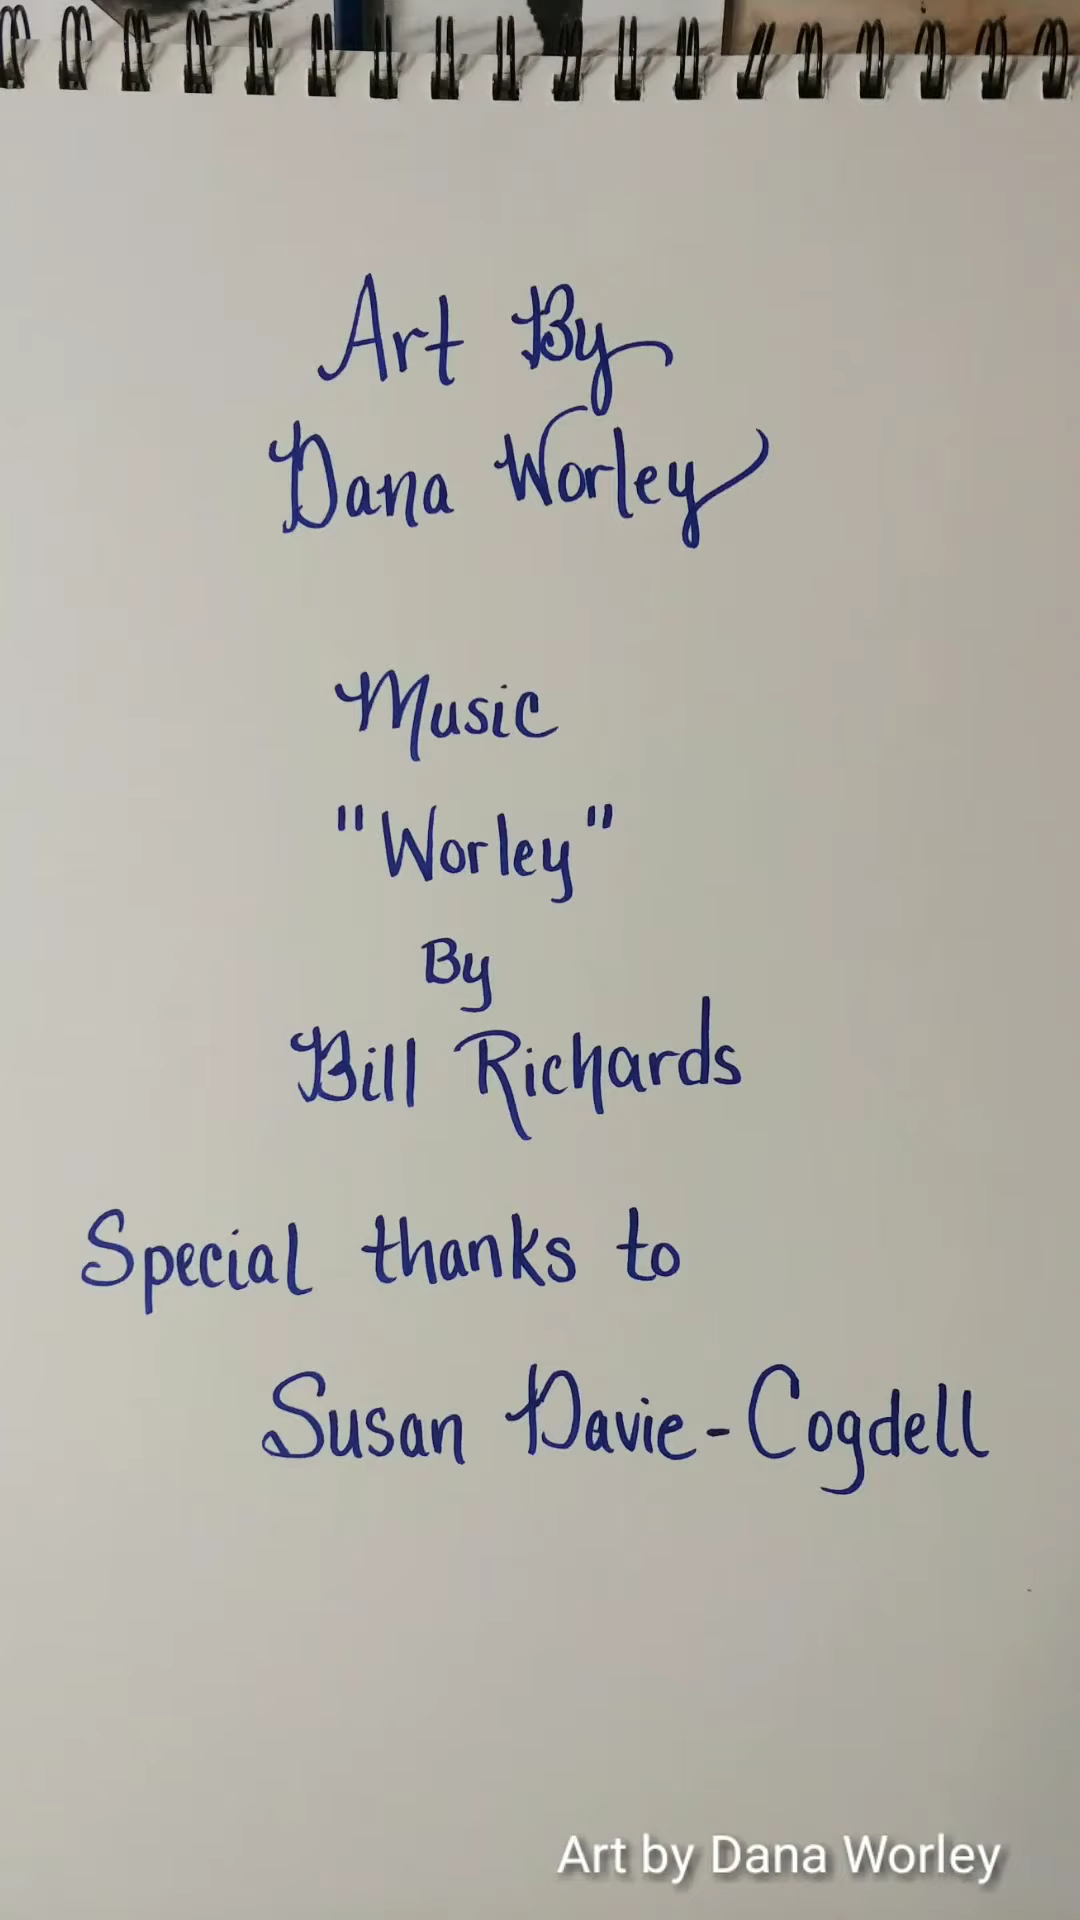 Art By
Dana Worley
Music
"Worley"
By
Bill Richards
Special thanks to
Susan Davie-Cogdell
Art by Dana Worley